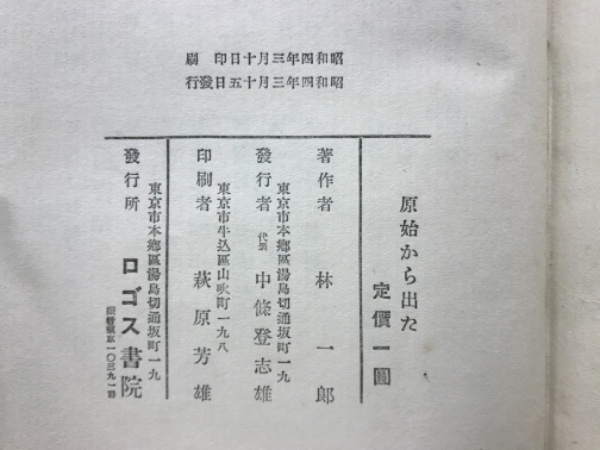 昭和四年三月十日印刷
昭和四年三月十五日發行
原始から出た
定價一圓
著作者 林一郎
東京市本鄉區湯島切通坂町一九
發行者 代表 中條登志雄
東京市牛込區山吹町一九八
印刷者 萩原芳雄
東京市本鄉區湯島切通坂町一九
發行所 ロゴス書院